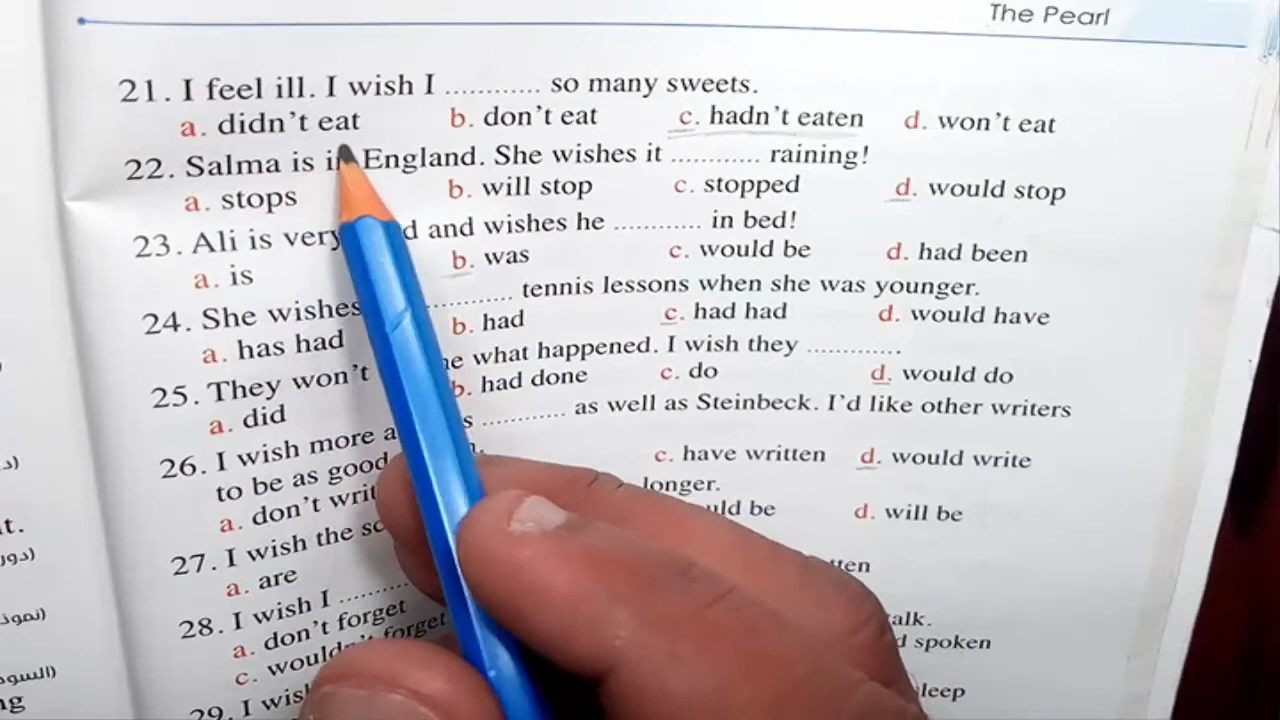 The Pearl
21. I feel ill. I wish I ............ so many sweets.
a. didn't eat b. don't eat c. hadn't eaten d. won't eat
22. Salma is in England. She wishes it ............ raining!
a. stops b. will stop c. stopped d. would stop
23. Ali is very and wishes he ............ in bed!
a. is b. was c. would be d. had been
24. She wishes ............ tennis lessons when she was younger.
a. has had b. had c. had had d. would have
25. They won't what happened. I wish they ............
a. did b. had done c. do d. would do
26. I wish more ............ as well as Steinbeck. I'd like other writers
to be as good
a. don't c. have written d. would write
27. I wish the longer.
a. are be d. will be
28. I wish I ............
a. don't forget
c. forget spoken
29. I